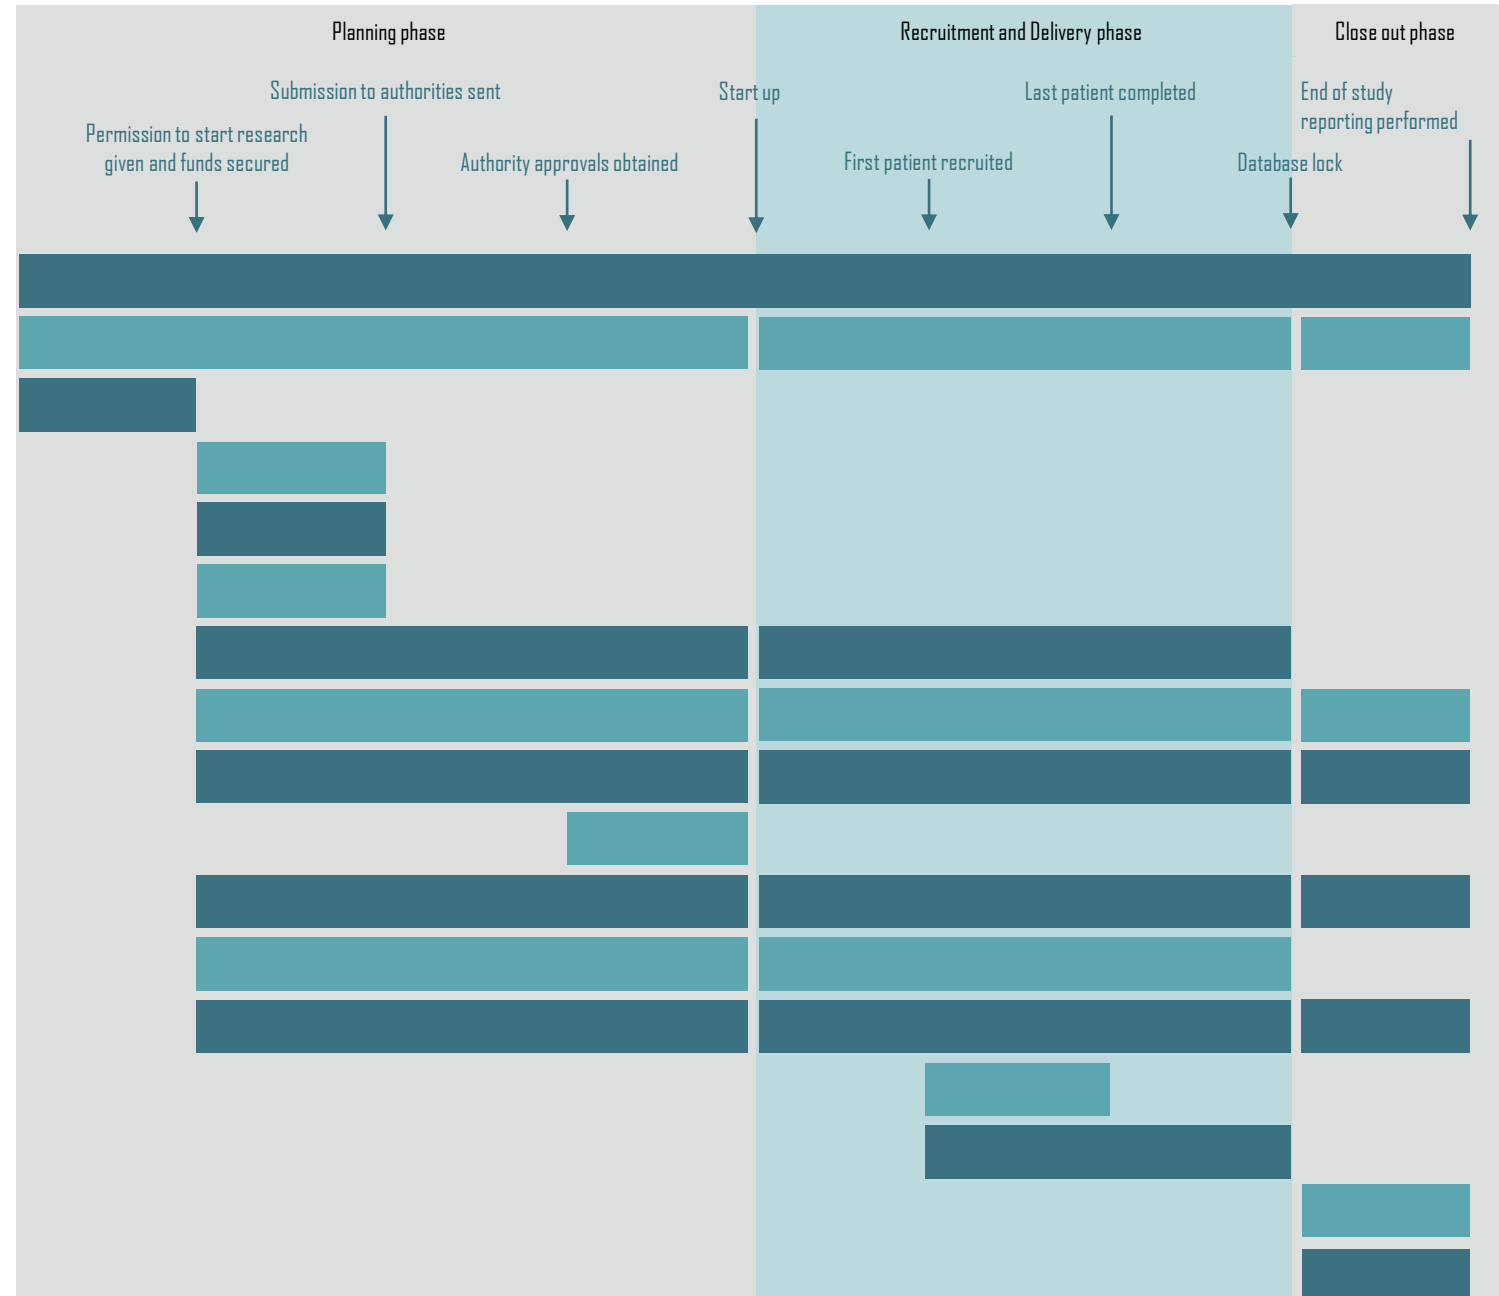 Planning phase
Recruitment and Delivery phase
Close out phase
Submission to authorities sent
Start up
Last patient completed
End of study
reporting performed
Permission to start research
given and funds secured
Authority approvals obtained
First patient recruited
Database lock